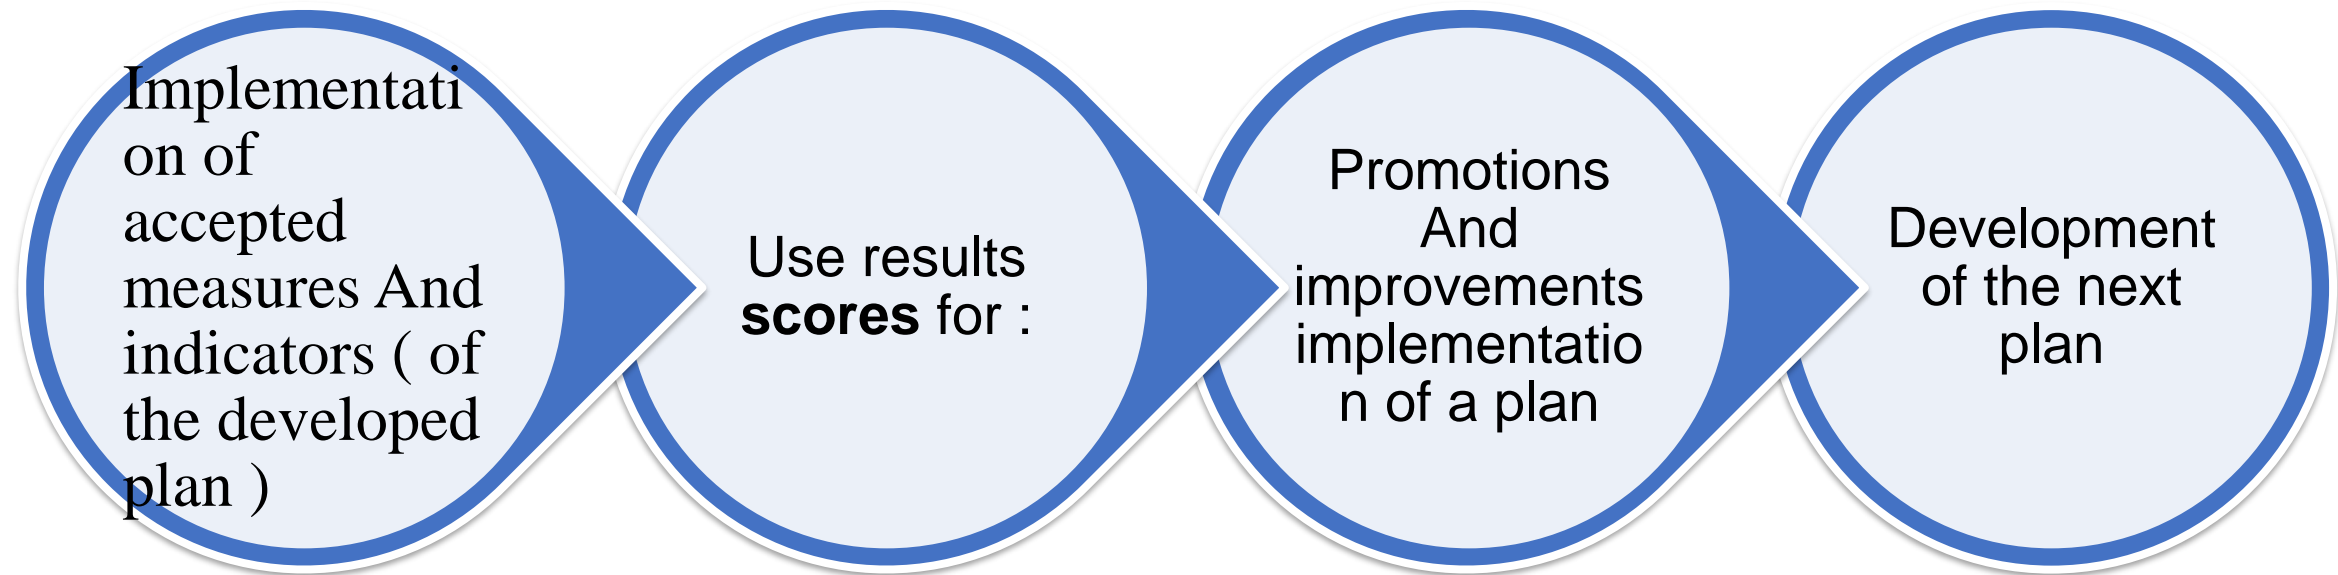 Implementati
on of
accepted
measures And
indicators ( of
the developed
plan )
Use results
scores for :
Promotions
And
improvements
implementatio
n of a plan
Development
of the next
plan